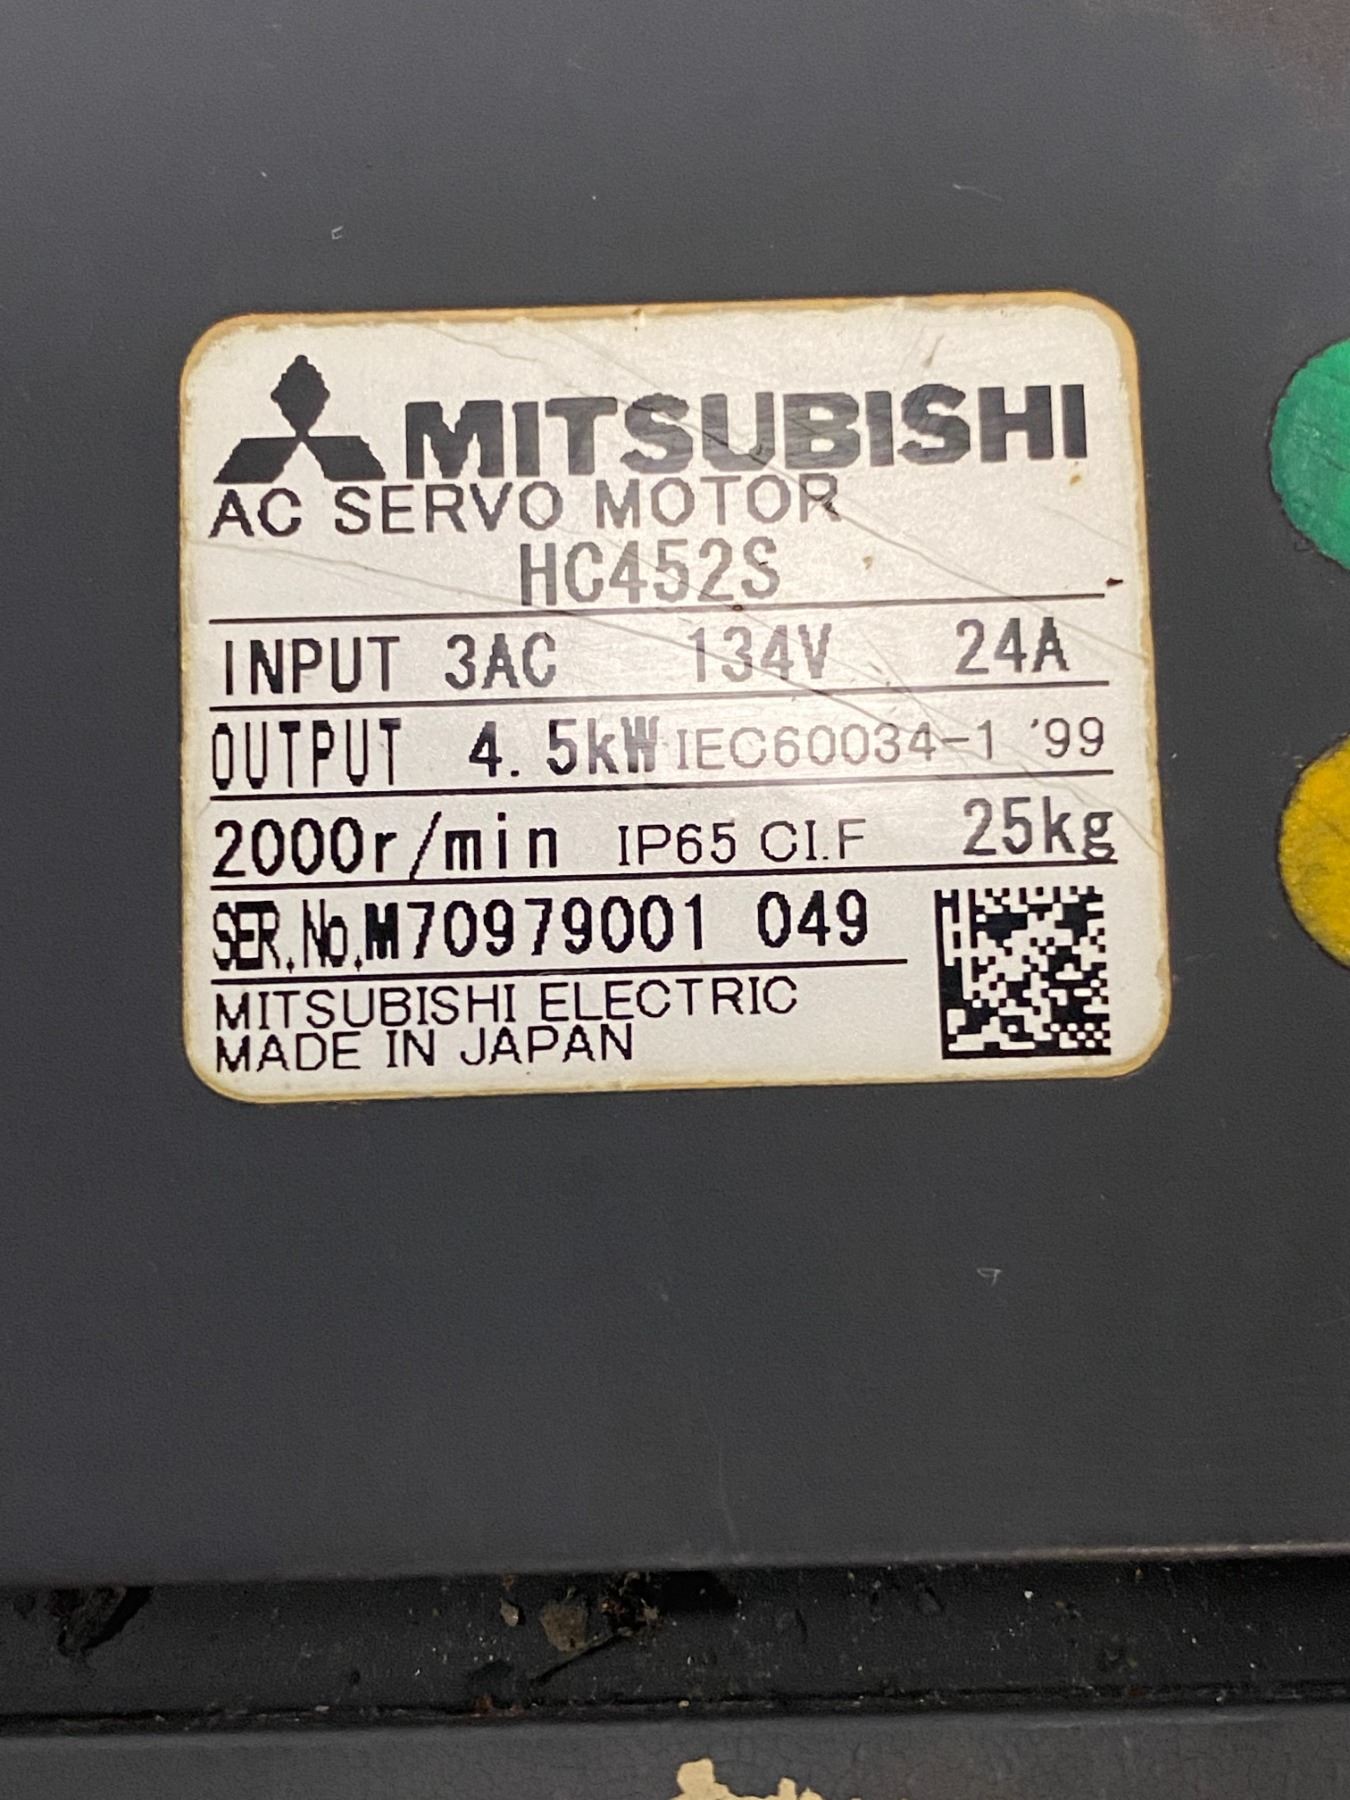 MITSUBISHI
AC SERVO MOTOR
HC452S
INPUT 3AC 134V 24A
OUTPUT 4.5kW IEC60034-1 '99
2000r/min IP65 CI.F 25kg
SER.No.M70979001 049
MITSUBISHI ELECTRIC
MADE IN JAPAN